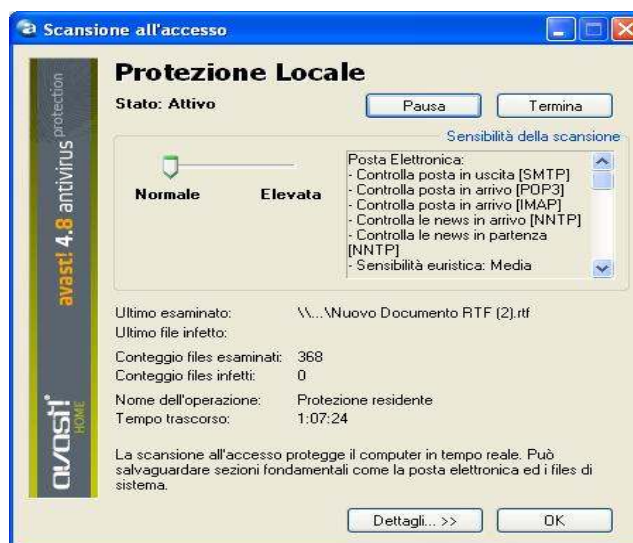 Scansione all'accesso
avast! 4.8 antivirus protection
avast! HOME
Protezione Locale
Stato: Attivo
Pausa
Termina
Sensibilità della scansione
Normale
Elevata
Posta Elettronica:
- Controlla posta in uscita [SMTP]
- Controlla posta in arrivo [POP3]
- Controlla posta in arrivo [IMAP]
- Controlla le news in arrivo [NNTP]
- Controlla le news in partenza
[NNTP]
- Sensibilità euristica: Media
Ultimo esaminato: \\...\Nuovo Documento RTF (2).rtf
Ultimo file infetto:
Conteggio files esaminati: 368
Conteggio files infetti: 0
Nome dell'operazione: Protezione residente
Tempo trascorso: 1:07:24
La scansione all'accesso protegge il computer in tempo reale. Può
salvaguardare sezioni fondamentali come la posta elettronica ed i files di
sistema.
Dettagli... >>
OK